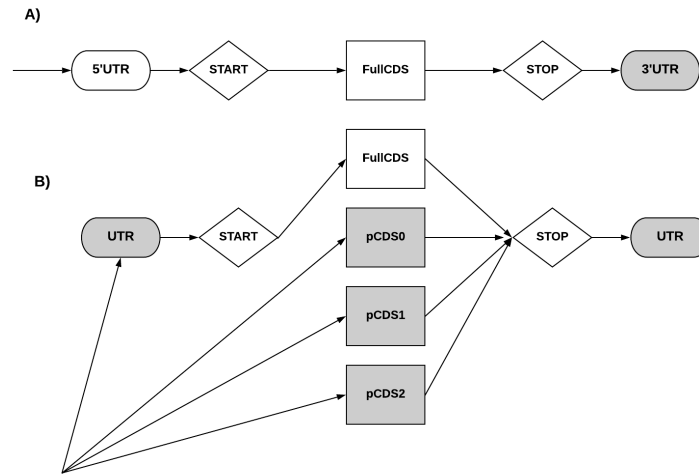 A)
5'UTR START FullCDS STOP 3'UTR
FullCDS
B)
UTR START pCDS0 STOP UTR
pCDS1
pCDS2